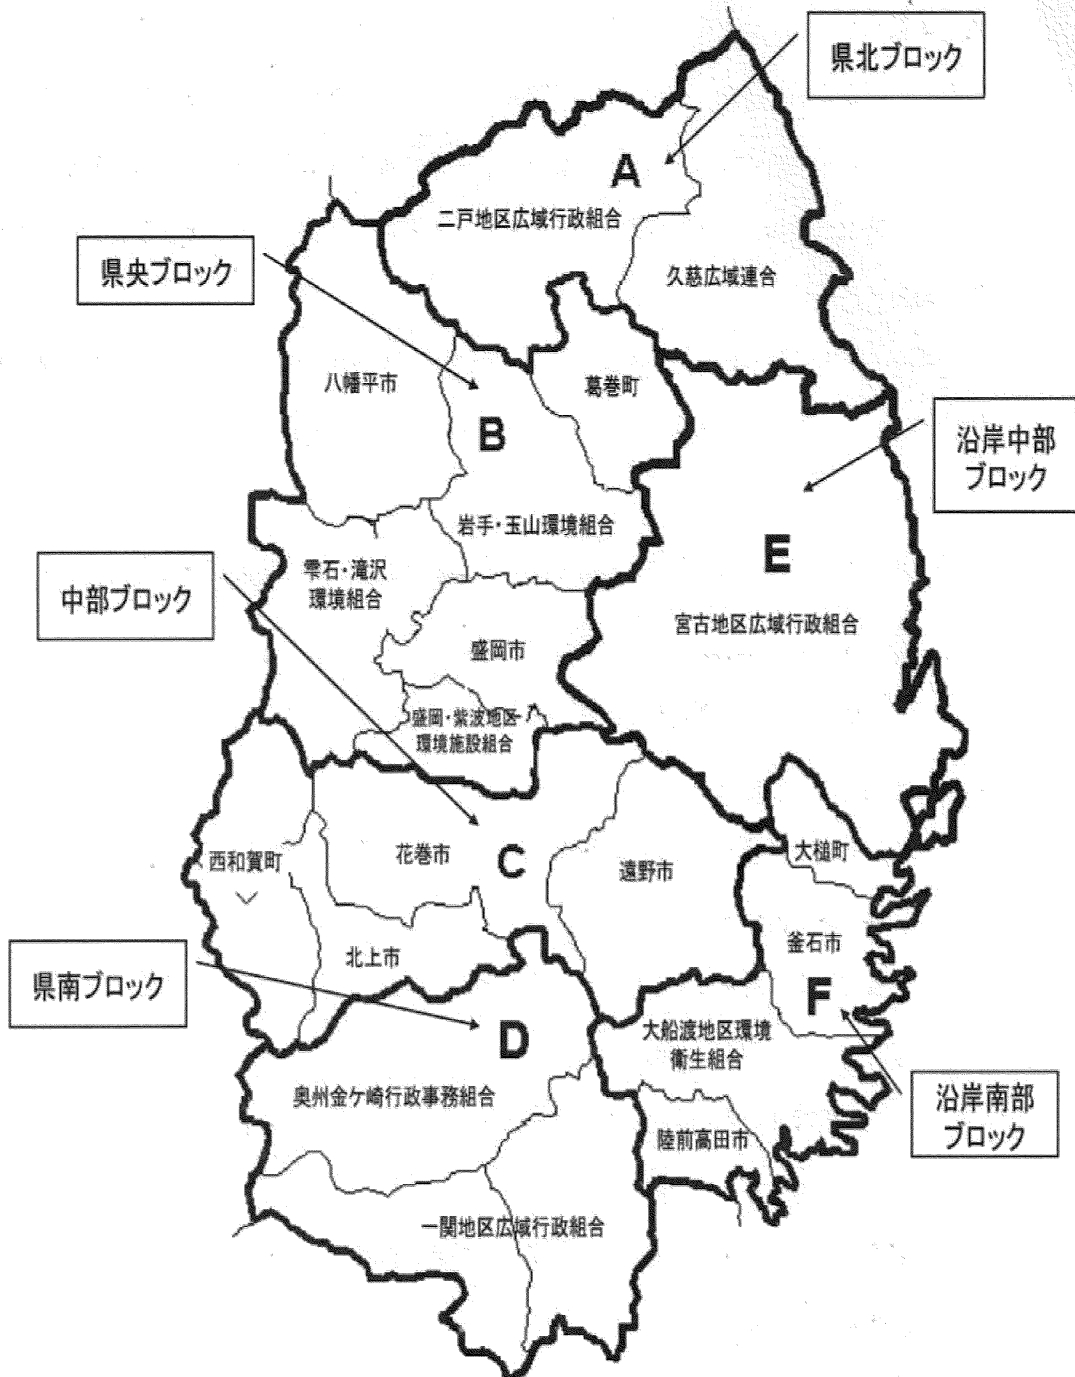 県北ブロック
A
二戸地区広域行政組合
久慈広域連合
県央ブロック
八幡平市
葛巻町
B
岩手・玉山環境組合
雫石・滝沢
環境組合
盛岡市
盛岡・紫波地区
環境施設組合
沿岸中部
ブロック
E
宮古地区広域行政組合
中部ブロック
西和賀町
花巻市
C
遠野市
北上市
大槌町
釜石市
F
大船渡地区環境
衛生組合
陸前高田市
沿岸南部
ブロック
県南ブロック
D
奥州金ケ崎行政事務組合
一関地区広域行政組合